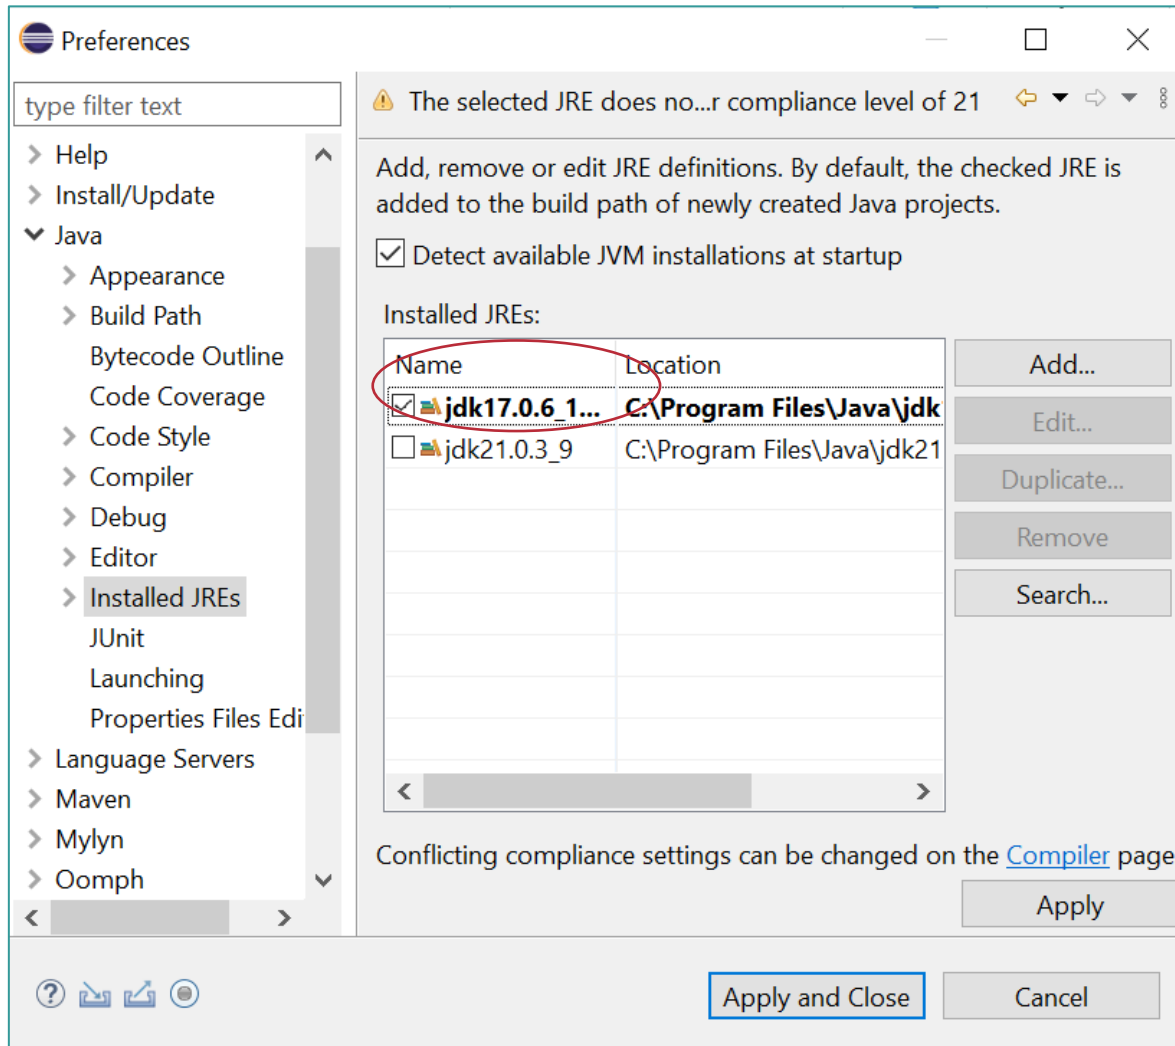 Preferences
type filter text
Help
Install/Update
Java
Appearance
Build Path
Bytecode Outline
Code Coverage
Code Style
Compiler
Debug
Editor
Installed JREs
JUnit
Launching
Properties Files Edi
Language Servers
Maven
Mylyn
Oomph
The selected JRE does no...r compliance level of 21
Add, remove or edit JRE definitions. By default, the checked JRE is
added to the build path of newly created Java projects.
Detect available JVM installations at startup
Installed JREs:
Name Location
jdk17.0.6_1... C:\Program Files\Java\jdk
jdk21.0.3_9 C:\Program Files\Java\jdk21
Add...
Edit...
Duplicate...
Remove
Search...
Conflicting compliance settings can be changed on the Compiler page
Apply
Apply and Close
Cancel